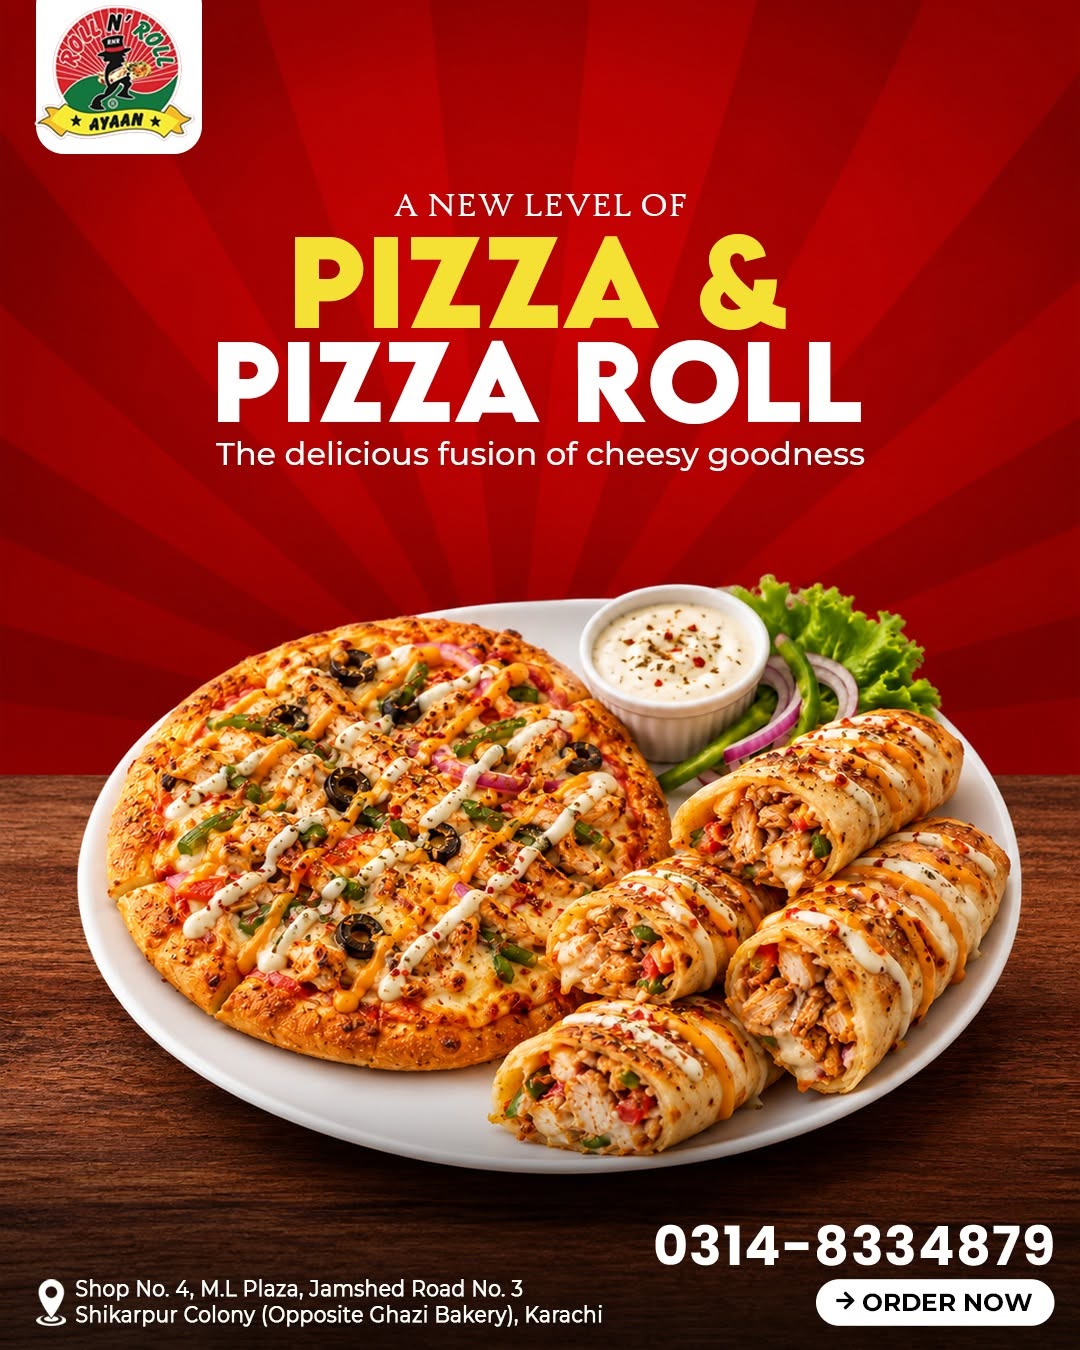 ROLL N' ROLL
RNR
AYAAN
A NEW LEVEL OF
PIZZA &
PIZZA ROLL
The delicious fusion of cheesy goodness
0314-8334879
Shop No. 4, M.L Plaza, Jamshed Road No. 3
Shikarpur Colony (Opposite Ghazi Bakery), Karachi
→ ORDER NOW